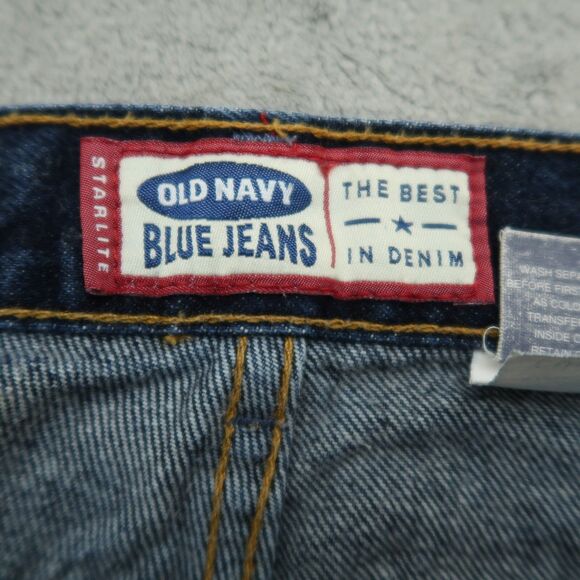 STARLITE
OLD NAVY
BLUE JEANS
THE BEST
IN DENIM
WASH SEP
BEFORE FIRS
AS COL
TRANSFE
INSIDE O
RETAIN